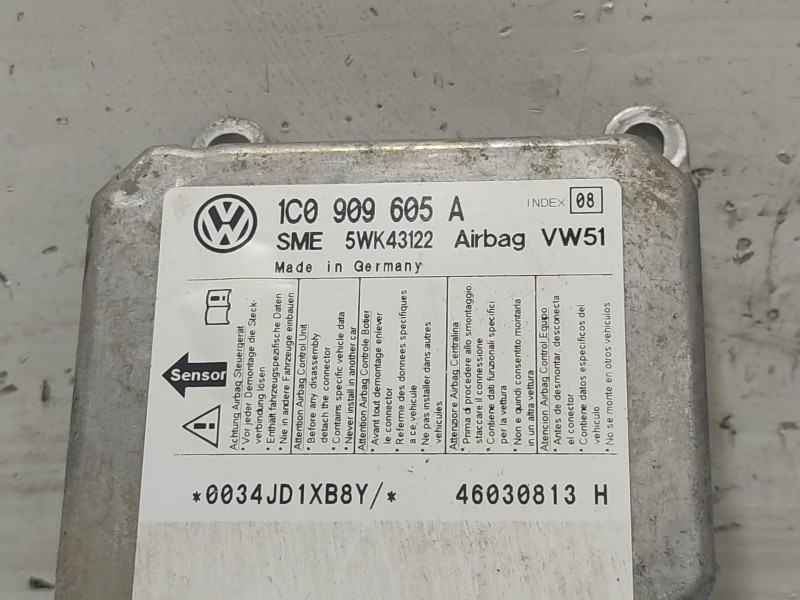 1C0 909 605 A
INDEX 08
SME 5WK43122 Airbag VW51
Made in Germany
Sensor
Achtung Airbag Steuergerät
* Vor jeder Demontage die Steck-
verbindung lösen
* Enthält fahrzeugspezifische Daten
* Nie in andere Fahrzeuge einbauen
Attention Airbag Control Unit
* Before any disassembly
Detach the connector
* Contains specific vehicle data
* Never install in another car
Attention Airbag Controle Boitier
* Avant tout demontage enlever
le connector
* Referme des donnees specifiques
a ce vehicule
* Ne pas installer dans autres
vehicules
Attenzione Airbag Centralina
* Prima di procedere allo smontaggio
staccare il connessione
* Contiene dati funzionali specifici
per il vettura
* Non e quindi consentito montarla
in un altra vettura
Atencion Airbag Control Equipo
* Antes de desmontar, desconecta
el conector
* Contiene datos especificos del
vehiculo
* No se monte en otros vehiculos
*0034JD1XB8Y/* 46030813 H